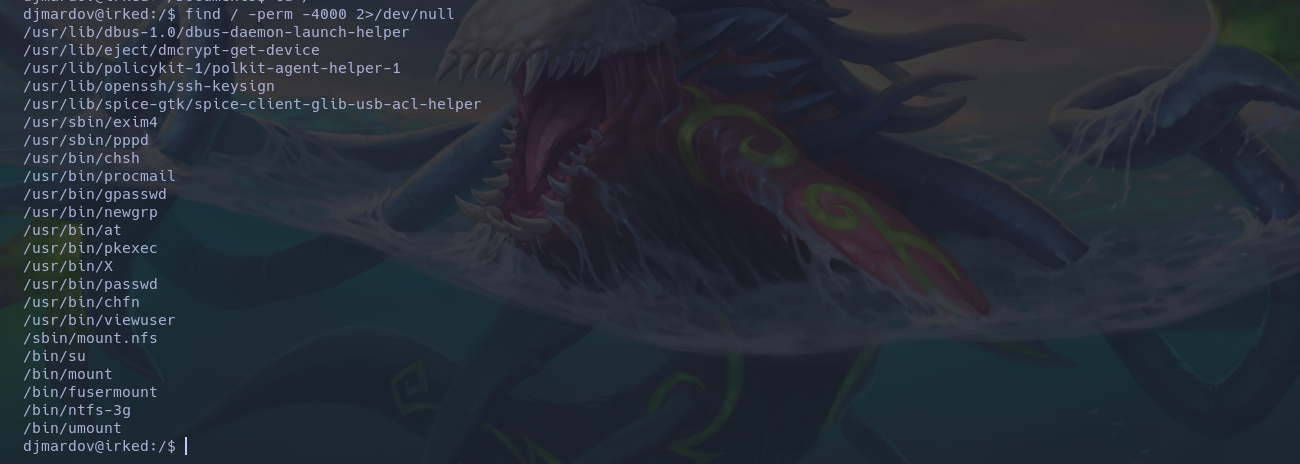 djmardov@irked:/$ find / -perm -4000 2>/dev/null
/usr/lib/dbus-1.0/dbus-daemon-launch-helper
/usr/lib/eject/dmcrypt-get-device
/usr/lib/policykit-1/polkit-agent-helper-1
/usr/lib/openssh/ssh-keysign
/usr/lib/spice-gtk/spice-client-glib-usb-acl-helper
/usr/sbin/exim4
/usr/sbin/pppd
/usr/bin/chsh
/usr/bin/procmail
/usr/bin/gpasswd
/usr/bin/newgrp
/usr/bin/at
/usr/bin/pkexec
/usr/bin/X
/usr/bin/passwd
/usr/bin/chfn
/usr/bin/viewuser
/sbin/mount.nfs
/bin/su
/bin/mount
/bin/fusermount
/bin/ntfs-3g
/bin/umount
djmardov@irked:/$